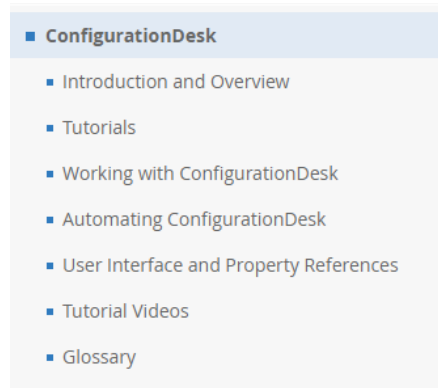 ConfigurationDesk
Introduction and Overview
Tutorials
Working with ConfigurationDesk
Automating ConfigurationDesk
User Interface and Property References
Tutorial Videos
Glossary